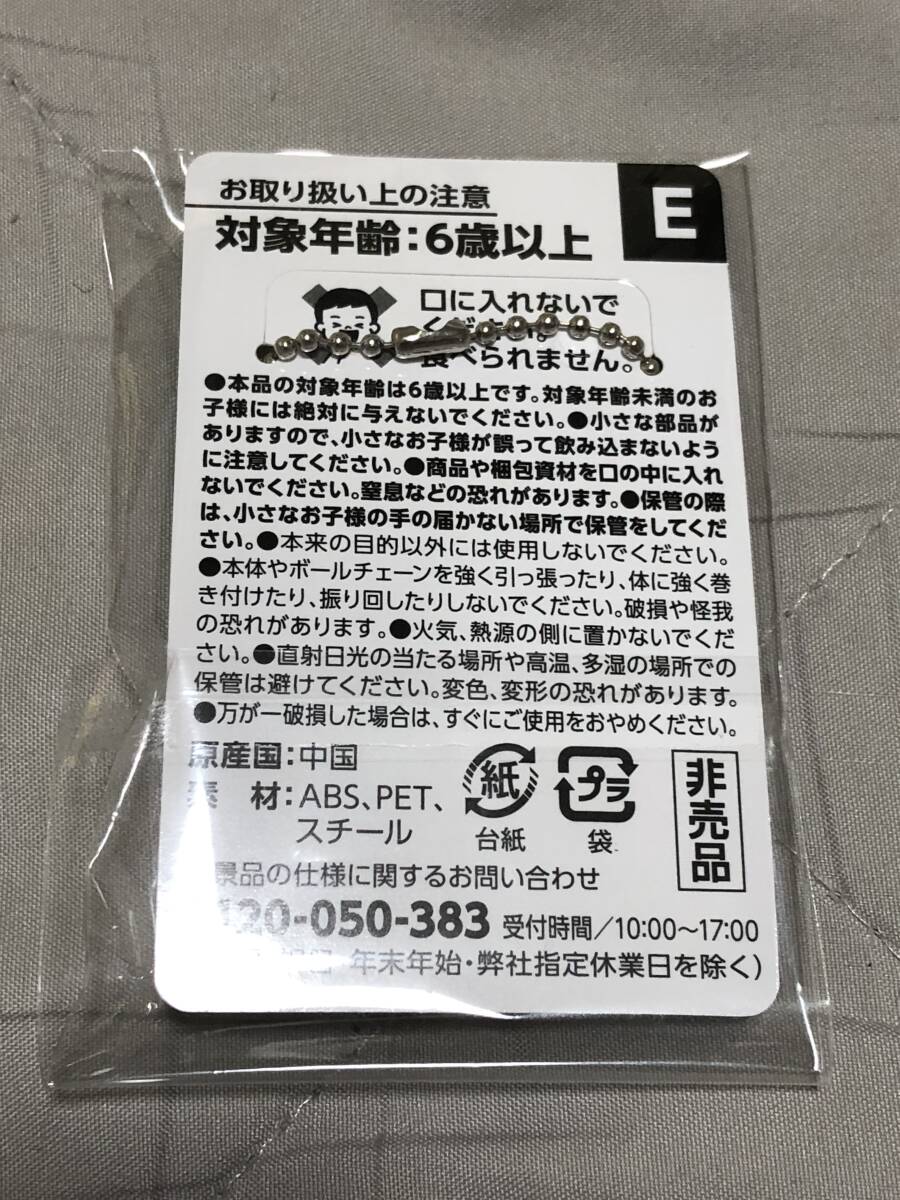 お取り扱い上の注意
E
対象年齢:6歳以上
口に入れないで
ください。
食べられません。
●本品の対象年齢は6歳以上です。対象年齢未満のお
子様には絶対に与えないでください。●小さな部品が
ありますので、小さなお子様が誤って飲み込まないよう
に注意してください。●商品や梱包資材を口の中に入れ
ないでください。窒息などの恐れがあります。●保管の際
は、小さなお子様の手の届かない場所で保管をしてくだ
さい。●本来の目的以外には使用しないでください。
●本体やボールチェーンを強く引っ張ったり、体に強く巻
き付けたり、振り回したりしないでください。破損や怪我
の恐れがあります。●火気、熱源の側に置かないでくだ
さい。●直射日光の当たる場所や高温、多湿の場所での
保管は避けてください。変色、変形の恐れがあります。
●万が一破損した場合は、すぐにご使用をおやめください。
原産国:中国
素 材:ABS、PET、
スチール
紙
台紙
プラ
袋
非売品
景品の仕様に関するお問い合わせ
120-050-383 受付時間/10:00~17:00
年末年始・弊社指定休業日を除く)